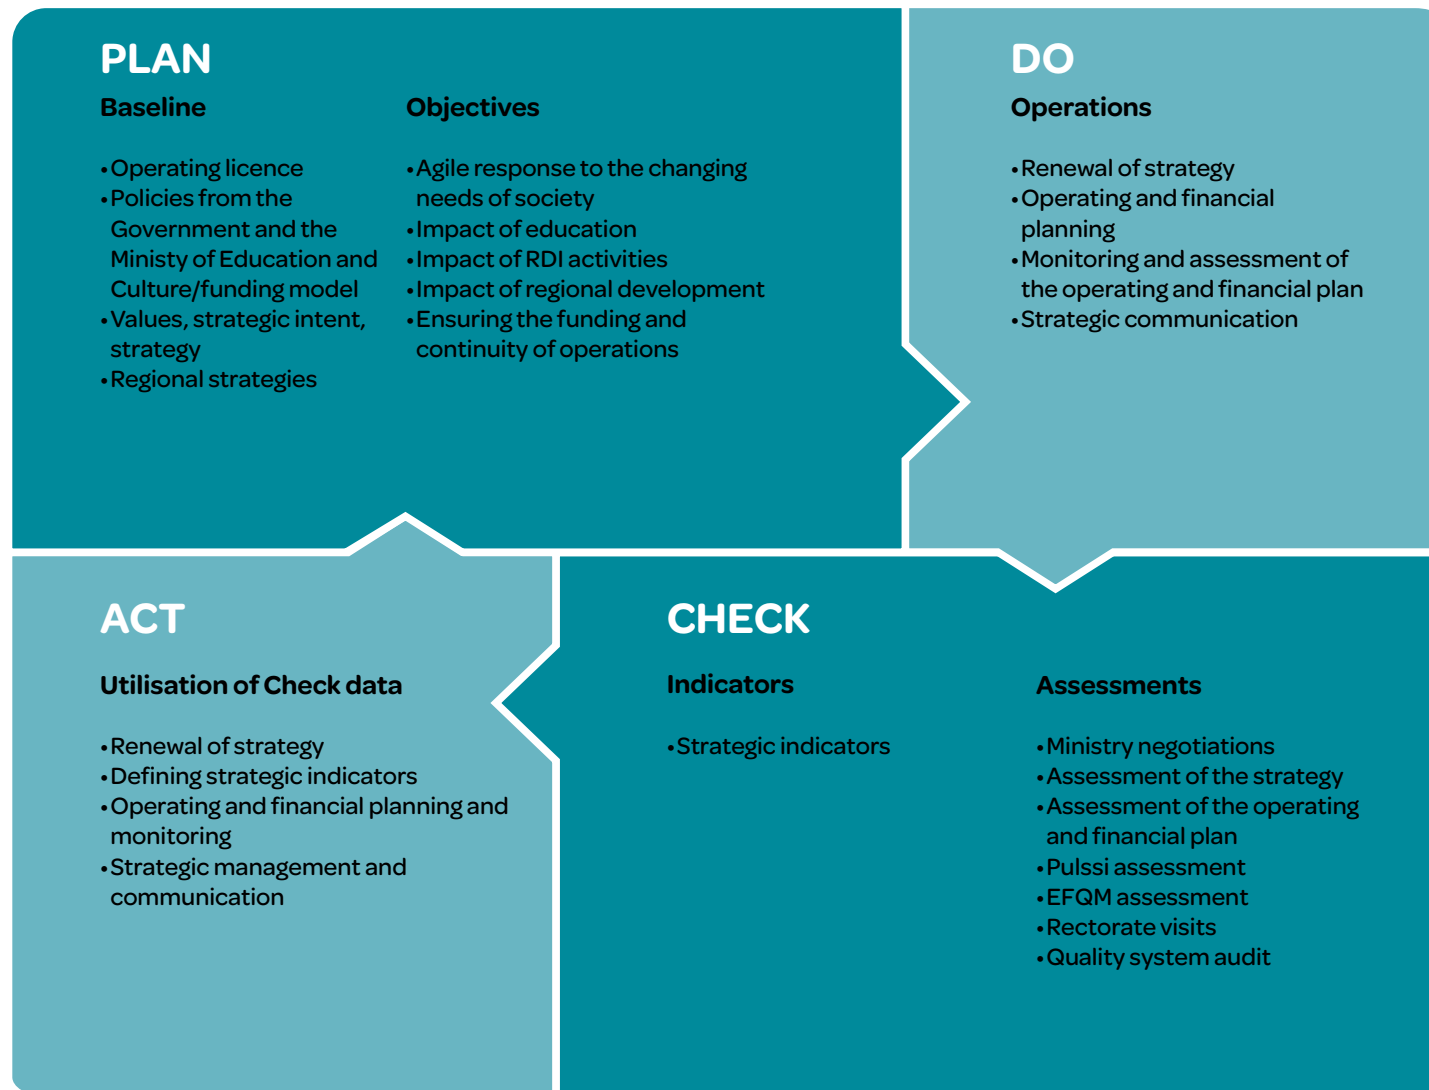 PLAN
Baseline
•Operating licence
•Policies from the
Government and the
Ministy of Education and
Culture/funding model
•Values, strategic intent,
strategy
•Regional strategies
Objectives
•Agile response to the changing
needs of society
•Impact of education
•Impact of RDI activities
•Impact of regional development
•Ensuring the funding and
continuity of operations
DO
Operations
•Renewal of strategy
•Operating and financial
planning
•Monitoring and assessment of
the operating and financial plan
•Strategic communication
ACT
Utilisation of Check data
•Renewal of strategy
•Defining strategic indicators
•Operating and financial planning and
monitoring
•Strategic management and
communication
CHECK
Indicators
•Strategic indicators
Assessments
•Ministry negotiations
•Assessment of the strategy
•Assessment of the operating
and financial plan
•Pulssi assessment
•EFQM assessment
•Rectorate visits
•Quality system audit